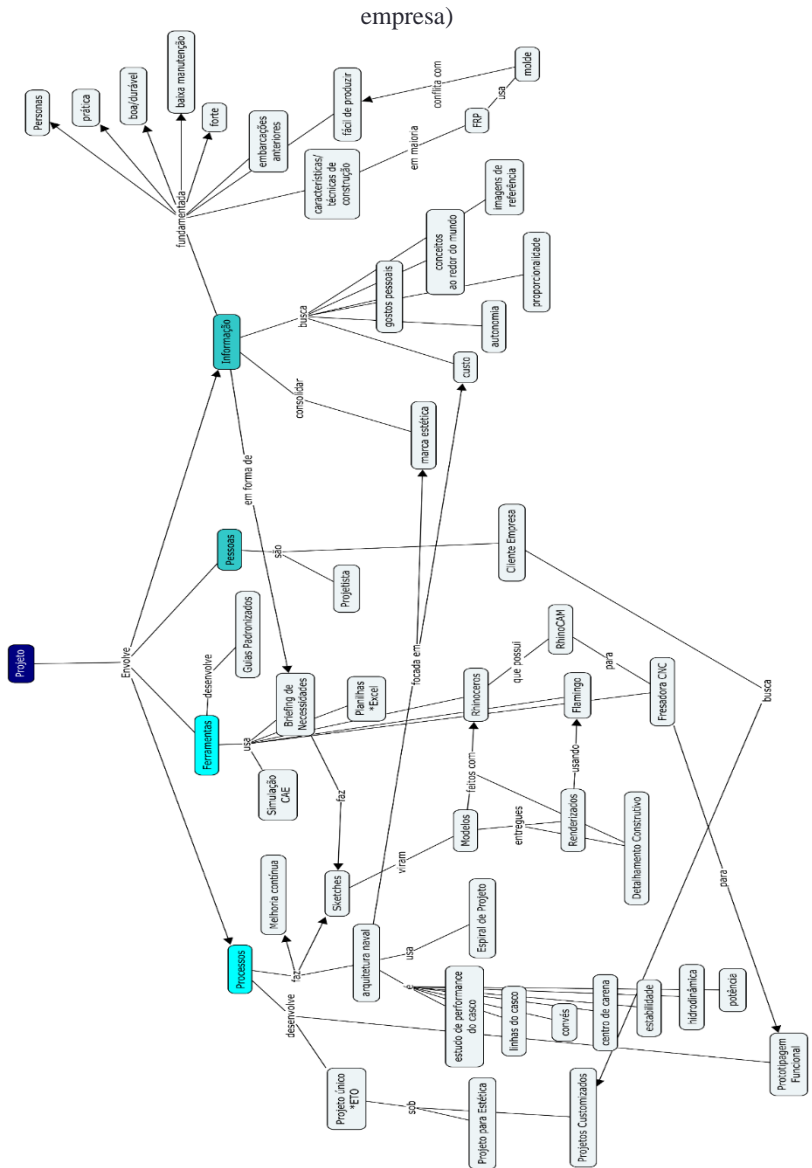 empresa)
Projeto
Envolve
Processos
Ferramentas
Pessoas
Informação
desenvolve
faz
Melhoria contínua
Projeto único
*ETO
sob
Projeto para Estética
Projetos Customizados
arquitetura naval
usa
Espiral de Projeto
é
estudo de performance
do casco
linhas do casco
convés
centro de carena
estabilidade
hidrodinâmica
potência
Prototipagem
Funcional
focada em
Sketches
viram
Modelos
feitos com
entregues
Renderizados
usando
Detalhamento Construtivo
desenvolve
Guias Padronizados
usa
Simulação
CAE
Briefing de
Necessidades
faz
Planilhas
*Excel
Rhinoceros
que possui
RhinoCAM
para
Flamingo
Fresadora CNC
para
são
Projetista
Cliente Empresa
busca
em forma de
consolidar
marca estética
busca
custo
autonomia
gostos pessoais
proporcionalidade
conceitos
ao redor do mundo
imagens de
referência
fundamentada
Personas
prática
boa/durável
baixa manutenção
forte
embarcações
anteriores
fácil de produzir
características/
técnicas de
construção
em maioria
FRP
usa
molde
conflita com